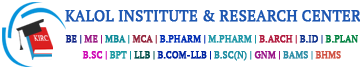 KIRC
KALOL INSTITUTE & RESEARCH CENTER
BE | ME | MBA | MCA | B.PHARM | M.PHARM | B.ARCH | B.ID | B.PLAN
B.SC | BPT | LLB | B.COM-LLB | B.SC(N) | GNM | BAMS | BHMS